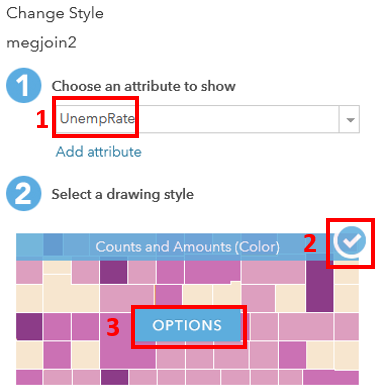 Change Style
megjoin2
1 Choose an attribute to show
1 UnempRate
Add attribute
2 Select a drawing style
Counts and Amounts (Color) 2
3 OPTIONS